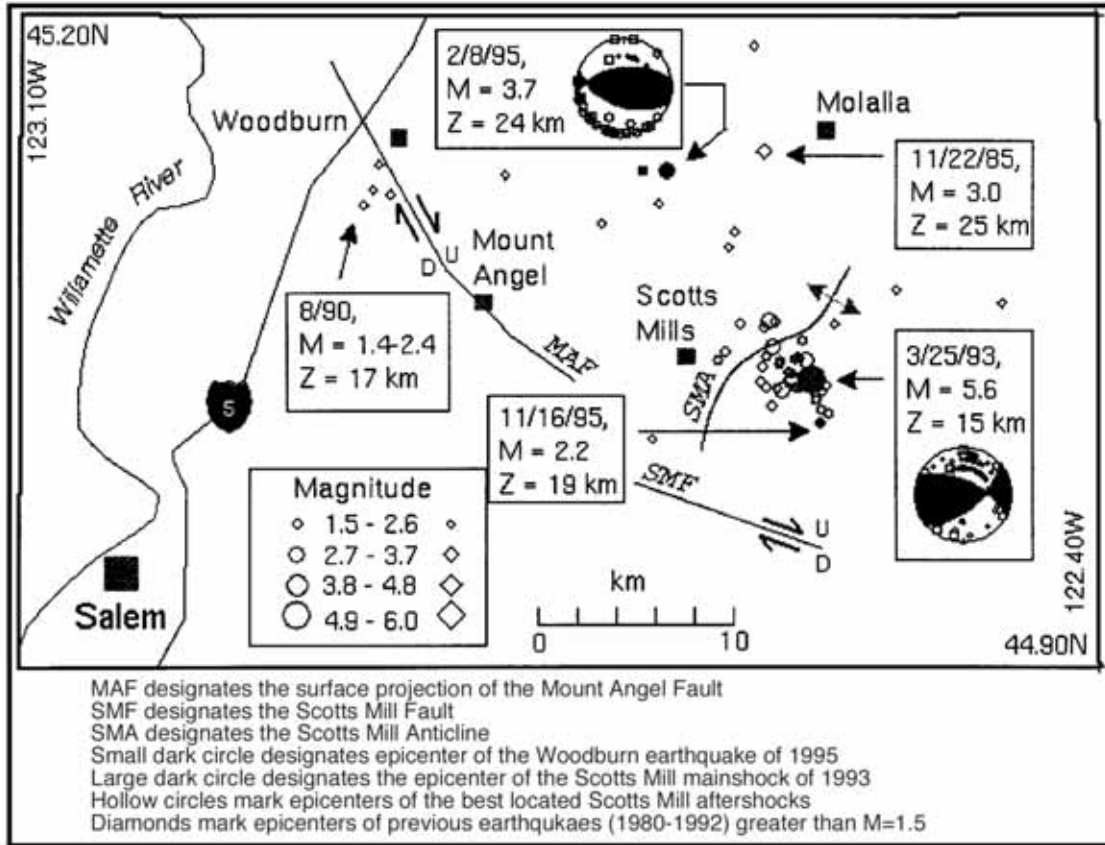 45.20N
123.10W
2/8/95,
M = 3.7
Z = 24 km
Molalla
Woodburn
11/22/85,
M = 3.0
Z = 25 km
Willamette River
U
D
Mount
Angel
8/90,
M = 1.4-2.4
Z = 17 km
MAF
Scotts
Mills
SMA
3/25/93,
M = 5.6
Z = 15 km
5
11/16/95,
M = 2.2
Z = 19 km
SMF
U
D
Magnitude
1.5 - 2.6
2.7 - 3.7
3.8 - 4.8
4.9 - 6.0
Salem
km
0 10
122.40W
44.90N
MAF designates the surface projection of the Mount Angel Fault
SMF designates the Scotts Mill Fault
SMA designates the Scotts Mill Anticline
Small dark circle designates epicenter of the Woodburn earthquake of 1995
Large dark circle designates the epicenter of the Scotts Mill mainshock of 1993
Hollow circles mark epicenters of the best located Scotts Mill aftershocks
Diamonds mark epicenters of previous earthqukaes (1980-1992) greater than M=1.5